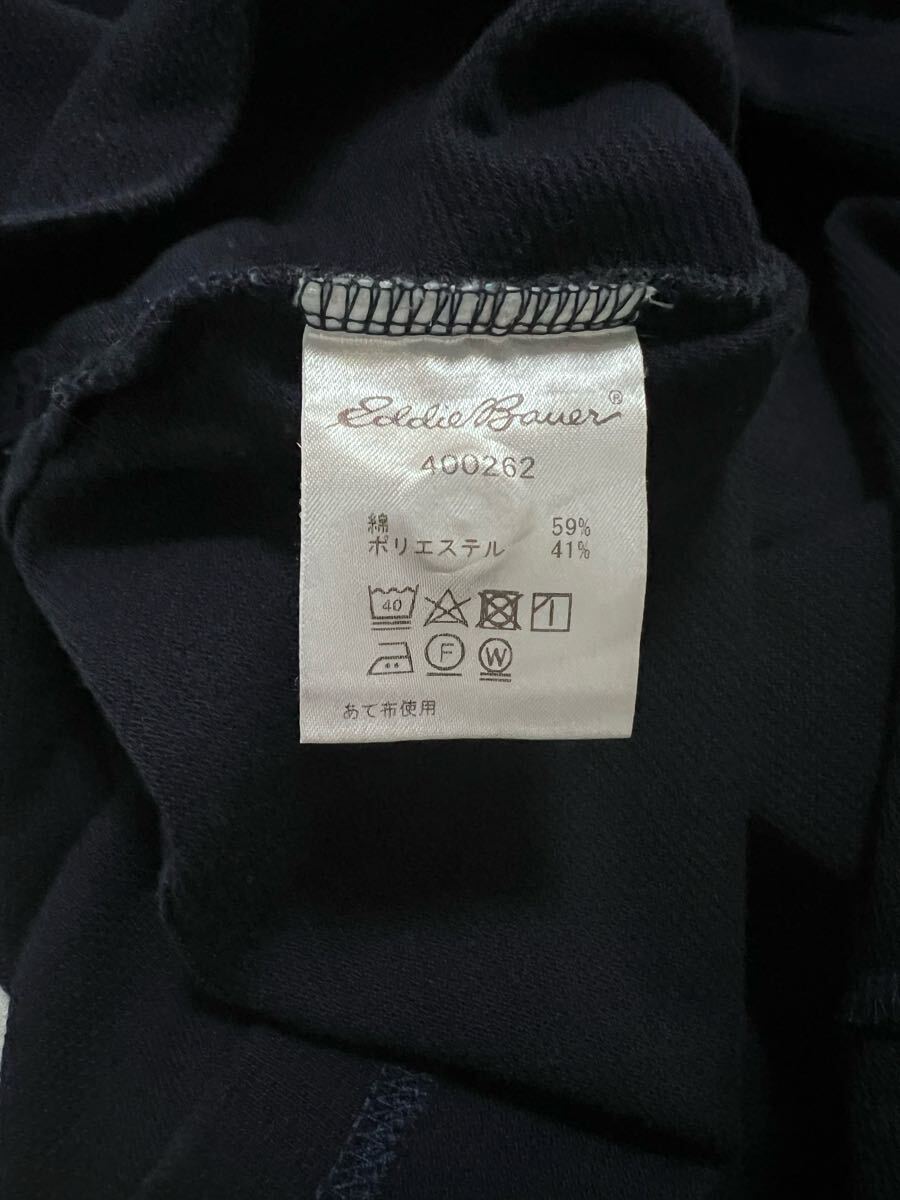 Eddie Bauer®
400262
綿 59%
ポリエステル 41%
40
F W
あて布使用